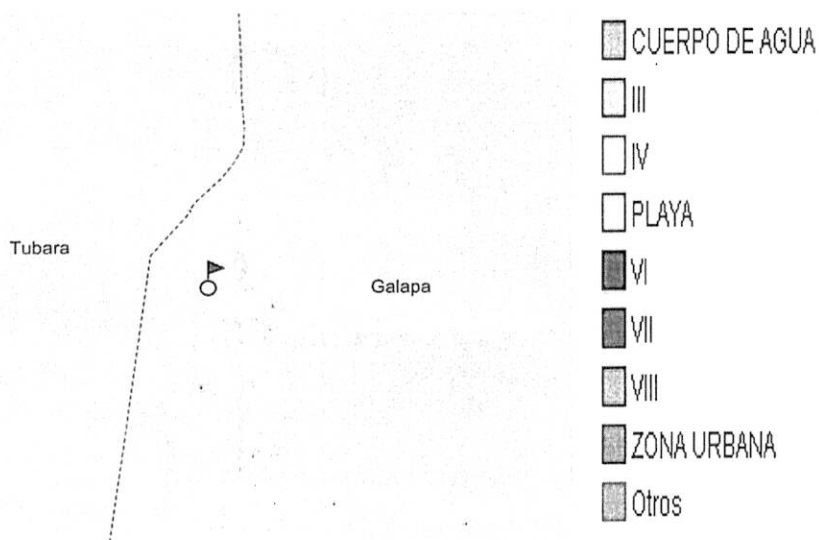 Tubara
Galapa
CUERPO DE AGUA
III
IV
PLAYA
VI
VII
VIII
ZONA URBANA
Otros